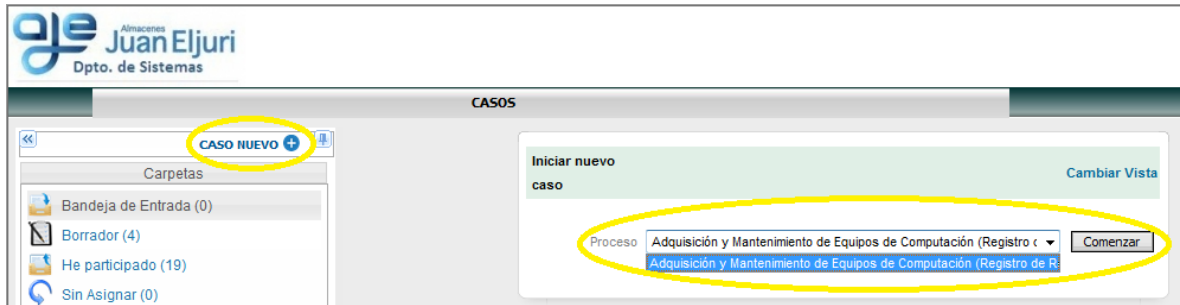 aje
Almacenes
Juan Eljuri
Dpto. de Sistemas
CASOS
CASO NUEVO
Carpetas
Bandeja de Entrada (0)
Borrador (4)
He participado (19)
Sin Asignar (0)
Iniciar nuevo
caso
Cambiar Vista
Proceso Adquisición y Mantenimiento de Equipos de Computación (Registro c Comenzar
Adquisición y Mantenimiento de Equipos de Computación (Registro de R